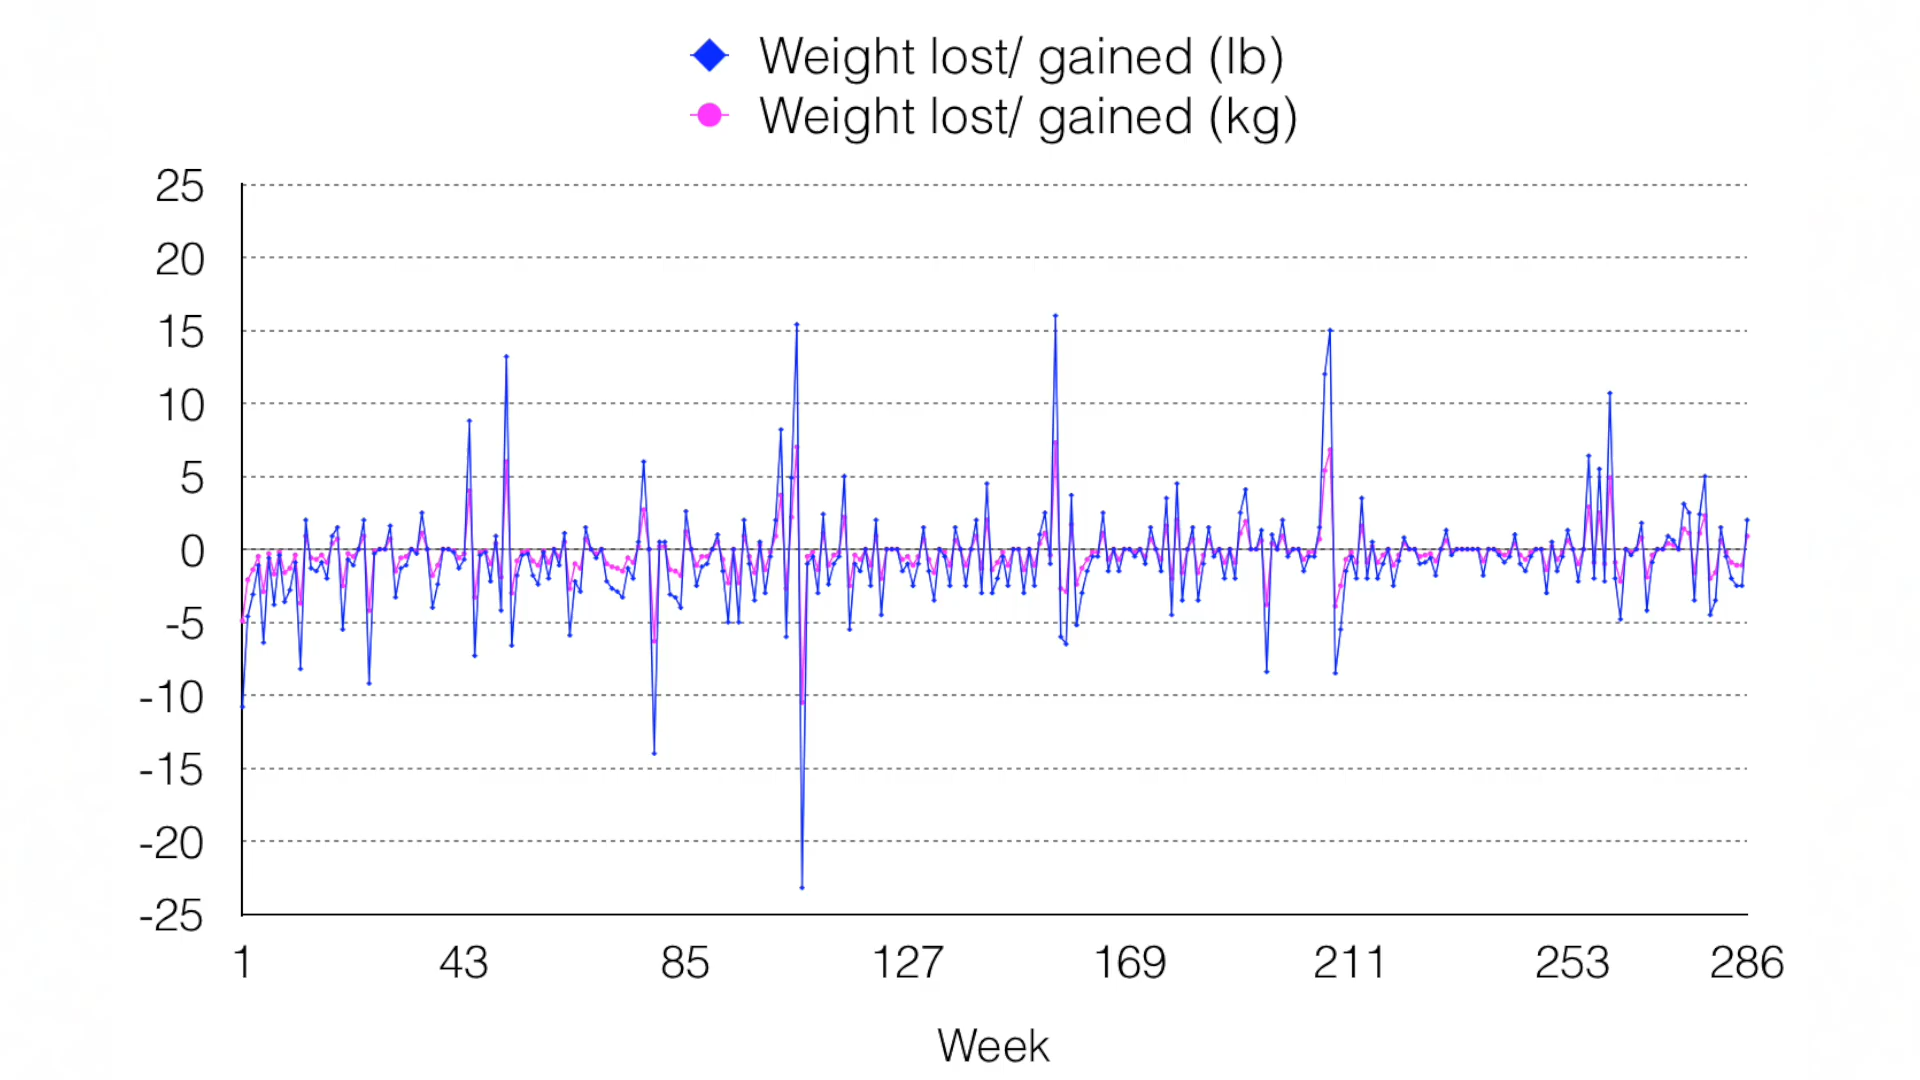 Weight lost/ gained (lb)
Weight lost/ gained (kg)
25
20
15
10
5
0
-5
-10
-15
-20
-25
1 43 85 127 169 211 253 286
Week